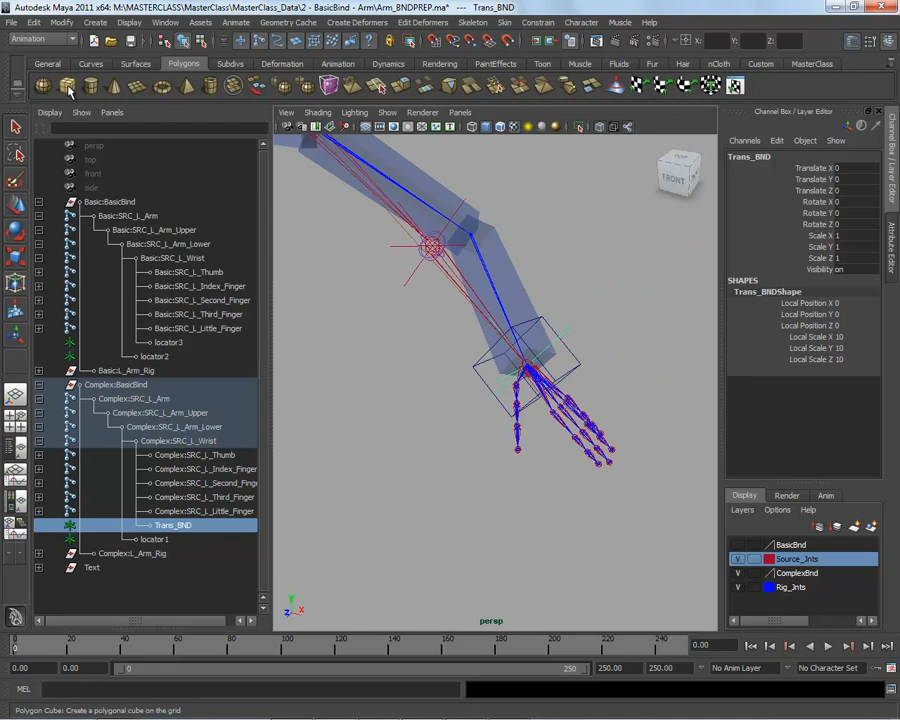 Autodesk Maya 2011 x64: M:\MASTERCLASS\MasterClass_Data\2 - BasicBind - Arm\Arm_BNDPREP.ma* --- Trans_BND
File Edit Modify Create Display Window Assets Animate Geometry Cache Create Deformers Edit Deformers Skeleton Skin Constrain Character Muscle Help
Animation
X: Y: Z:
General Curves Surfaces Polygons Subdivs Deformation Animation Dynamics Rendering PaintEffects Toon Muscle Fluids Fur Hair nCloth Custom MasterClass
Display Show Panels
View Shading Lighting Show Renderer Panels
Channel Box / Layer Editor
Channels Edit Object Show
persp
top
front
side
Basic:BasicBind
Basic:SRC_L_Arm
Basic:SRC_L_Arm_Upper
Basic:SRC_L_Arm_Lower
Basic:SRC_L_Wrist
Basic:SRC_L_Thumb
Basic:SRC_L_Index_Finger
Basic:SRC_L_Second_Finger
Basic:SRC_L_Third_Finger
Basic:SRC_L_Little_Finger
locator3
locator2
Basic:L_Arm_Rig
Complex:BasicBind
Complex:SRC_L_Arm
Complex:SRC_L_Arm_Upper
Complex:SRC_L_Arm_Lower
Complex:SRC_L_Wrist
Complex:SRC_L_Thumb
Complex:SRC_L_Index_Finger
Complex:SRC_L_Second_Fing
Complex:SRC_L_Third_Finger
Complex:SRC_L_Little_Finger
Trans_BND
locator1
Complex:L_Arm_Rig
Text
TOP
FRONT
persp
Trans_BND
Translate X 0
Translate Y 0
Translate Z 0
Rotate X 0
Rotate Y 0
Rotate Z 0
Scale X 1
Scale Y 1
Scale Z 1
Visibility on
SHAPES
Trans_BNDShape
Local Position X 0
Local Position Y 0
Local Position Z 0
Local Scale X 10
Local Scale Y 10
Local Scale Z 10
Channel Box / Layer Editor
Attribute Editor
Display Render Anim
Layers Options Help
BasicBnd
V Source_Jnts
V ComplexBnd
V Rig_Jnts
0 20 40 60 80 100 120 140 160 180 200 220 240
0.00
0.00 0.00 0 250 250.00 250.00 No Anim Layer No Character Set
MEL
Polygon Cube: Create a polygonal cube on the grid